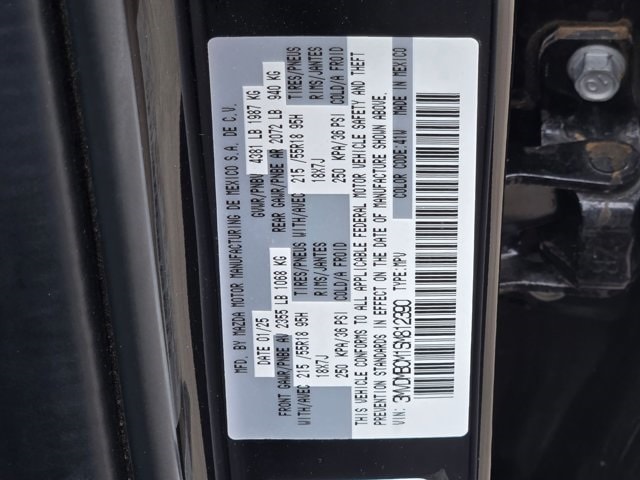 MFD. BY MAZDA MOTOR MANUFACTURING DE MEXICO S.A. DE C.V.
DATE 01/25 GVWR/PNBV 4381 LB 1987 KG
FRONT GAWR/PNBE AV 2355 LB 1068 KG REAR GAWR/PNBE AR 2072 LB 940 KG
WITH/AVEC 215/55R18 95H TIRES/PNEUS WITH/AVEC 215/55R18 95H TIRES/PNEUS
18X7J RIMS/JANTES 18X7J RIMS/JANTES
250 KPA/36 PSI COLD/A FROID 250 KPA/36 PSI COLD/A FROID
THIS VEHICLE CONFORMS TO ALL APPLICABLE FEDERAL MOTOR VEHICLE SAFETY AND THEFT
PREVENTION STANDARDS IN EFFECT ON THE DATE OF MANUFACTURE SHOWN ABOVE.
VIN: 3MVDMBCM1SM812390 TYPE:MPV COLOR CODE:41V MADE IN MEXICO